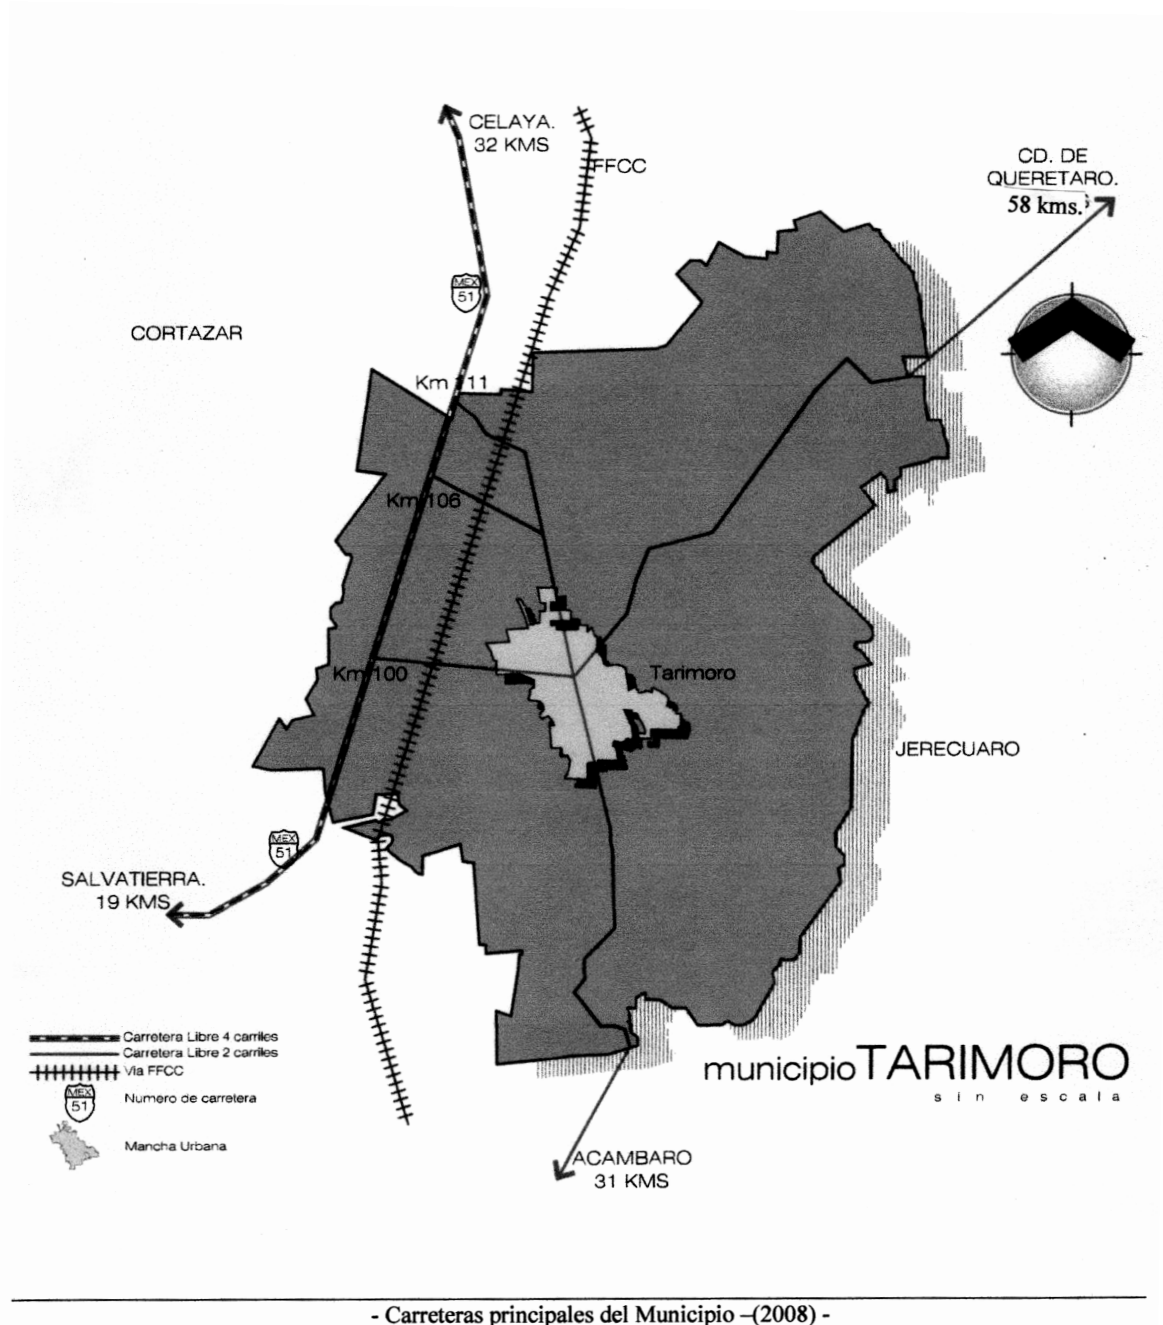 CELAYA.
32 KMS
FFCC
CD. DE
QUERETARO.
58 kms.
MEX
51
CORTAZAR
Km 111
Km 106
Km 100
Tarimoro
JERECUARO
MEX
51
SALVATIERRA.
19 KMS
Carretera Libre 4 carriles
Carretera Libre 2 carriles
Via FFCC
MEX
51
Numero de carretera
Mancha Urbana
municipio TARIMORO
sin escala
ACAMBARO
31 KMS
- Carreteras principales del Municipio –(2008) -